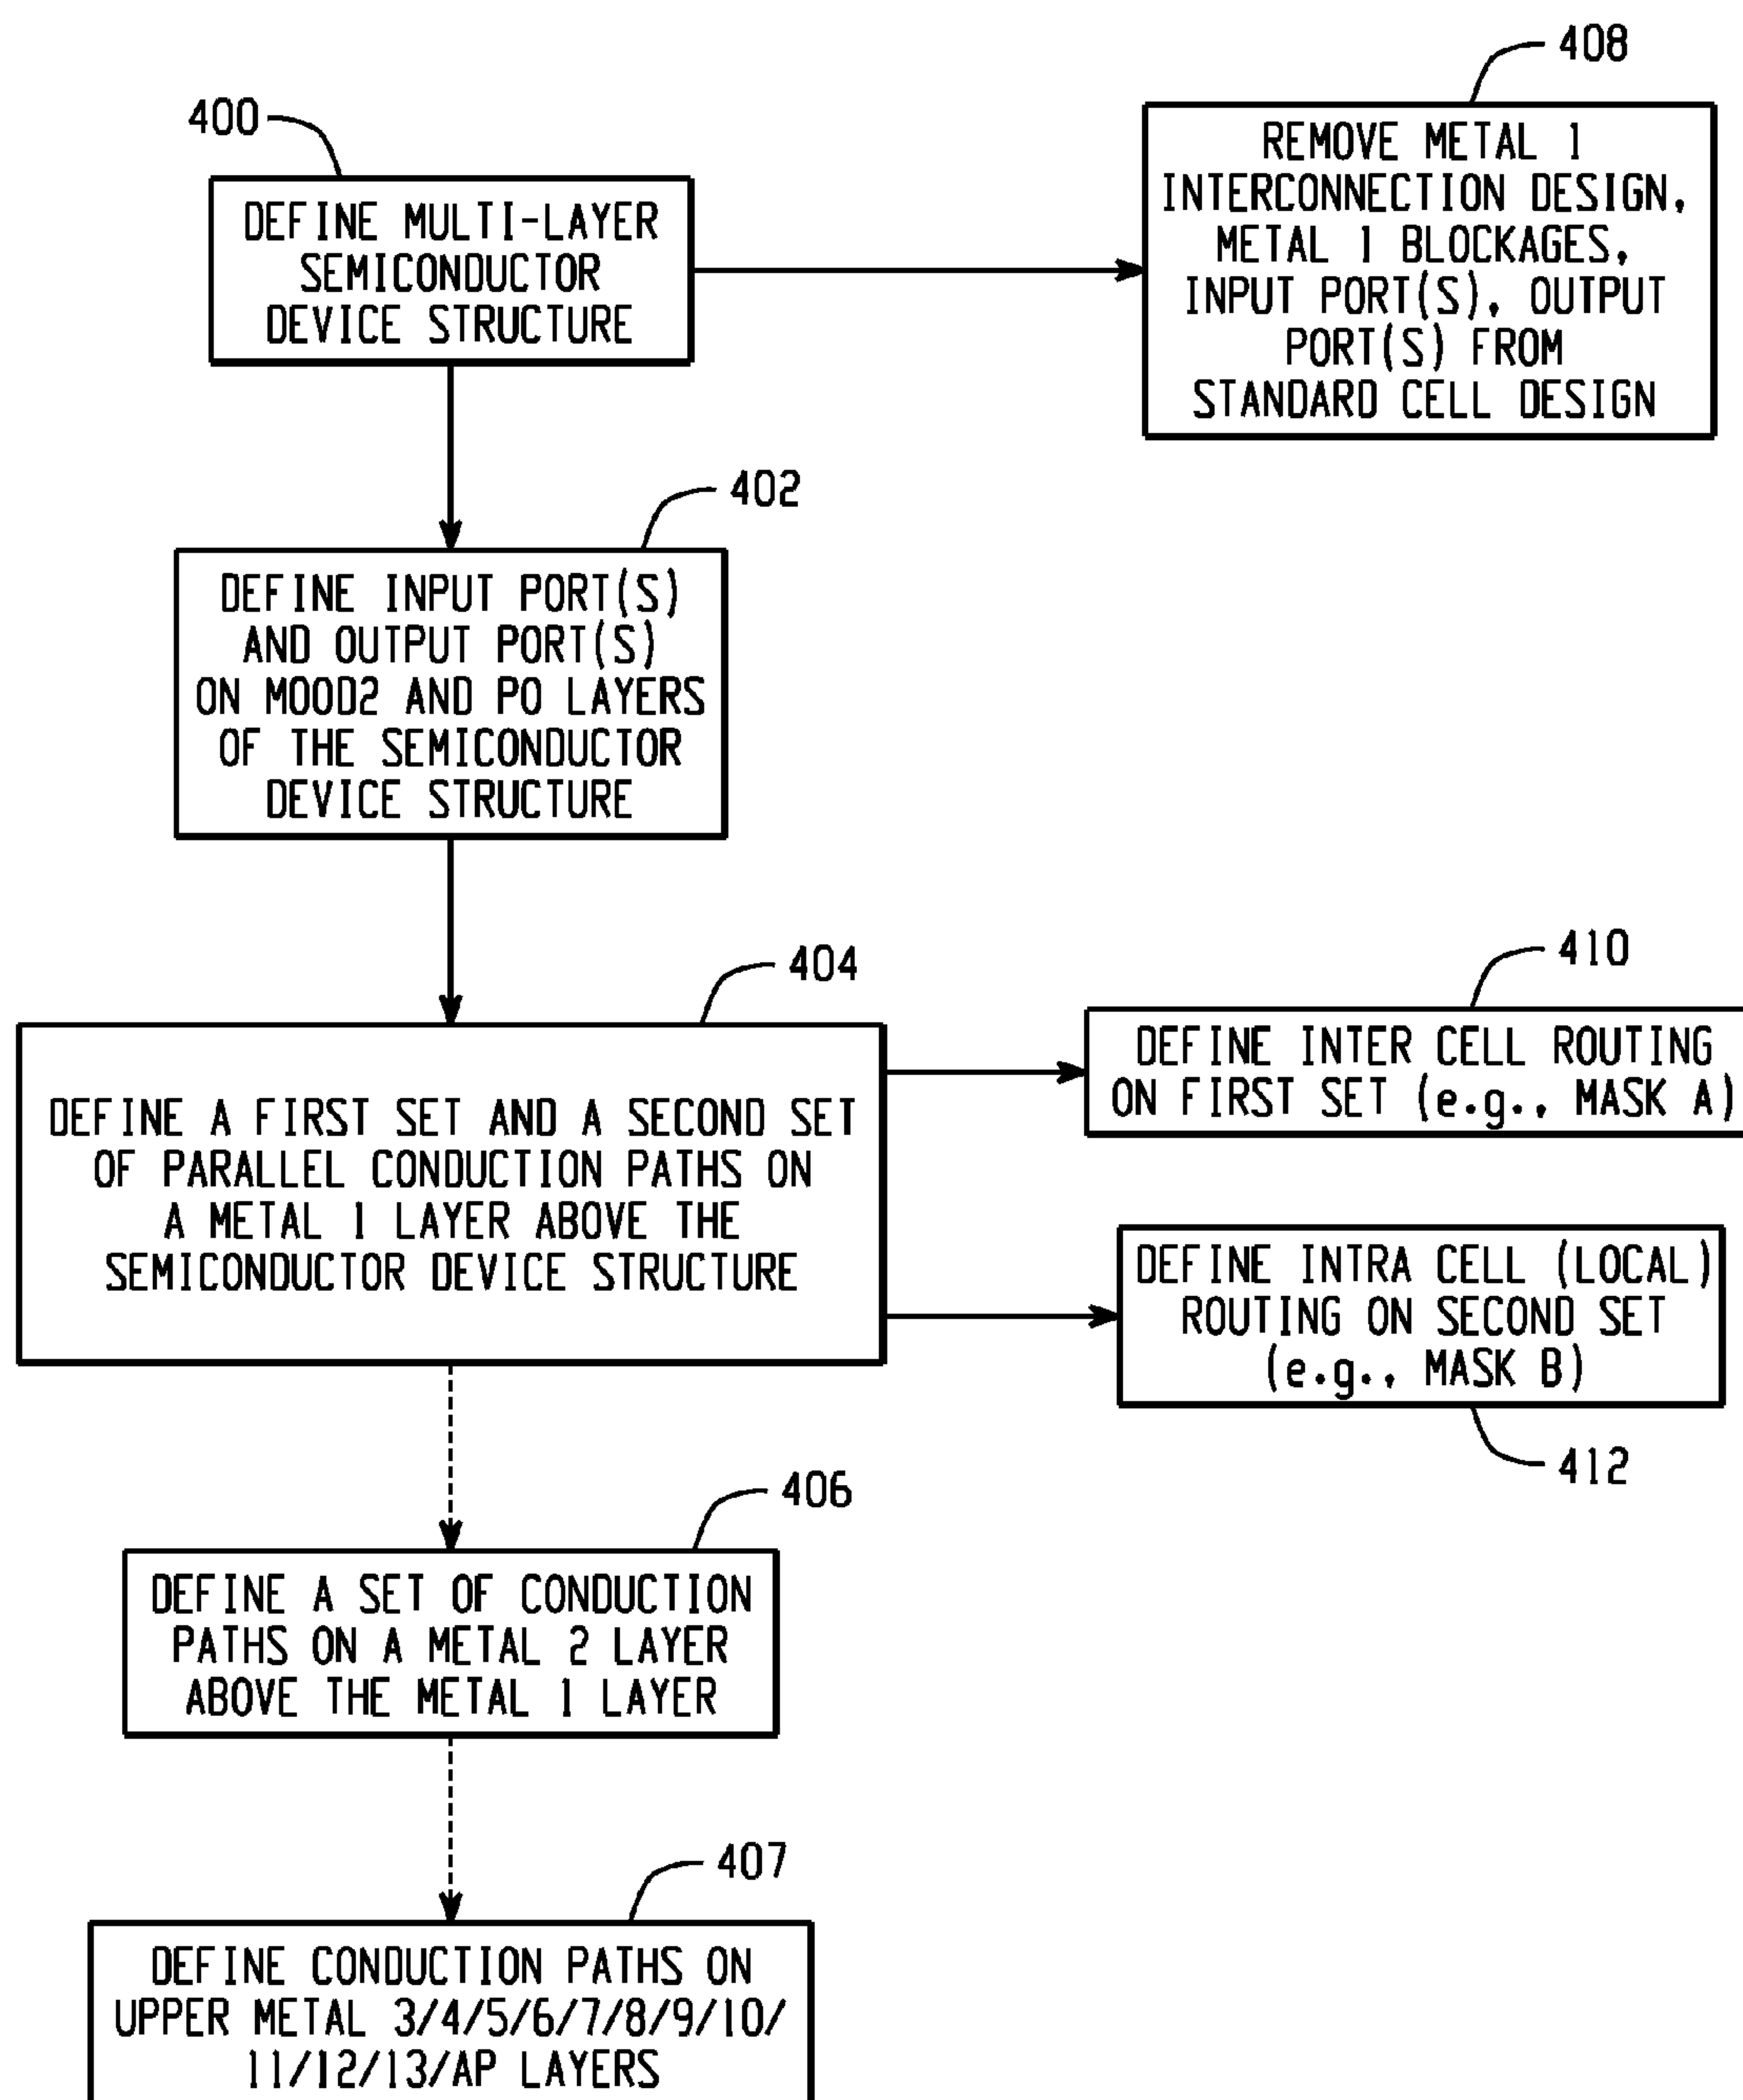 408
REMOVE METAL 1
INTERCONNECTION DESIGN,
METAL 1 BLOCKAGES,
INPUT PORT(S), OUTPUT
PORT(S) FROM
STANDARD CELL DESIGN
400
DEFINE MULTI-LAYER
SEMICONDUCTOR
DEVICE STRUCTURE
402
DEFINE INPUT PORT(S)
AND OUTPUT PORT(S)
ON MOOD2 AND PO LAYERS
OF THE SEMICONDUCTOR
DEVICE STRUCTURE
404
DEFINE A FIRST SET AND A SECOND SET
OF PARALLEL CONDUCTION PATHS ON
A METAL 1 LAYER ABOVE THE
SEMICONDUCTOR DEVICE STRUCTURE
410
DEFINE INTER CELL ROUTING
ON FIRST SET (e.g., MASK A)
DEFINE INTRA CELL (LOCAL)
ROUTING ON SECOND SET
(e.g., MASK B)
412
406
DEFINE A SET OF CONDUCTION
PATHS ON A METAL 2 LAYER
ABOVE THE METAL 1 LAYER
407
DEFINE CONDUCTION PATHS ON
UPPER METAL 3/4/5/6/7/8/9/10/
11/12/13/AP LAYERS